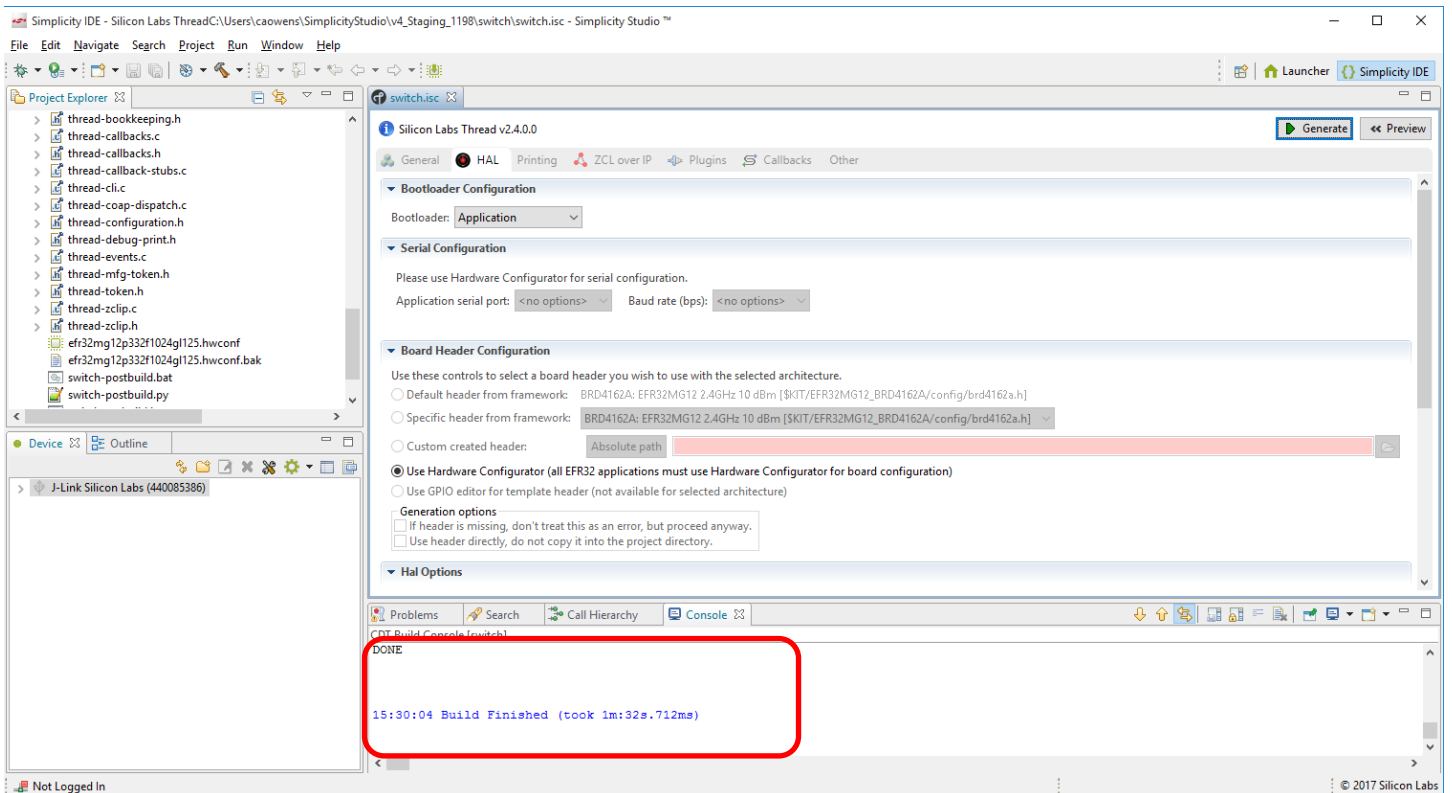 Simplicity IDE - Silicon Labs ThreadC:\Users\caowens\SimplicityStudio\v4_Staging_1198\switch\switch.isc - Simplicity Studio ™
File Edit Navigate Search Project Run Window Help
Launcher Simplicity IDE
Project Explorer
thread-bookkeeping.h
thread-callbacks.c
thread-callbacks.h
thread-callback-stubs.c
thread-cli.c
thread-coap-dispatch.c
thread-configuration.h
thread-debug-print.h
thread-events.c
thread-mfg-token.h
thread-token.h
thread-zclip.c
thread-zclip.h
efr32mg12p332f1024gl125.hwconf
efr32mg12p332f1024gl125.hwconf.bak
switch-postbuild.bat
switch-postbuild.py
Device Outline
J-Link Silicon Labs (440085386)
switch.isc
Silicon Labs Thread v2.4.0.0
Generate Preview
General HAL Printing ZCL over IP Plugins Callbacks Other
Bootloader Configuration
Bootloader: Application
Serial Configuration
Please use Hardware Configurator for serial configuration.
Application serial port: <no options> Baud rate (bps): <no options>
Board Header Configuration
Use these controls to select a board header you wish to use with the selected architecture.
Default header from framework: BRD4162A: EFR32MG12 2.4GHz 10 dBm [$KIT/EFR32MG12_BRD4162A/config/brd4162a.h]
Specific header from framework: BRD4162A: EFR32MG12 2.4GHz 10 dBm [$KIT/EFR32MG12_BRD4162A/config/brd4162a.h]
Custom created header: Absolute path
Use Hardware Configurator (all EFR32 applications must use Hardware Configurator for board configuration)
Use GPIO editor for template header (not available for selected architecture)
Generation options
If header is missing, don't treat this as an error, but proceed anyway.
Use header directly, do not copy it into the project directory.
Hal Options
Problems Search Call Hierarchy Console
CDT Build Console [switch]
DONE
15:30:04 Build Finished (took 1m:32s.712ms)
Not Logged In
© 2017 Silicon Labs